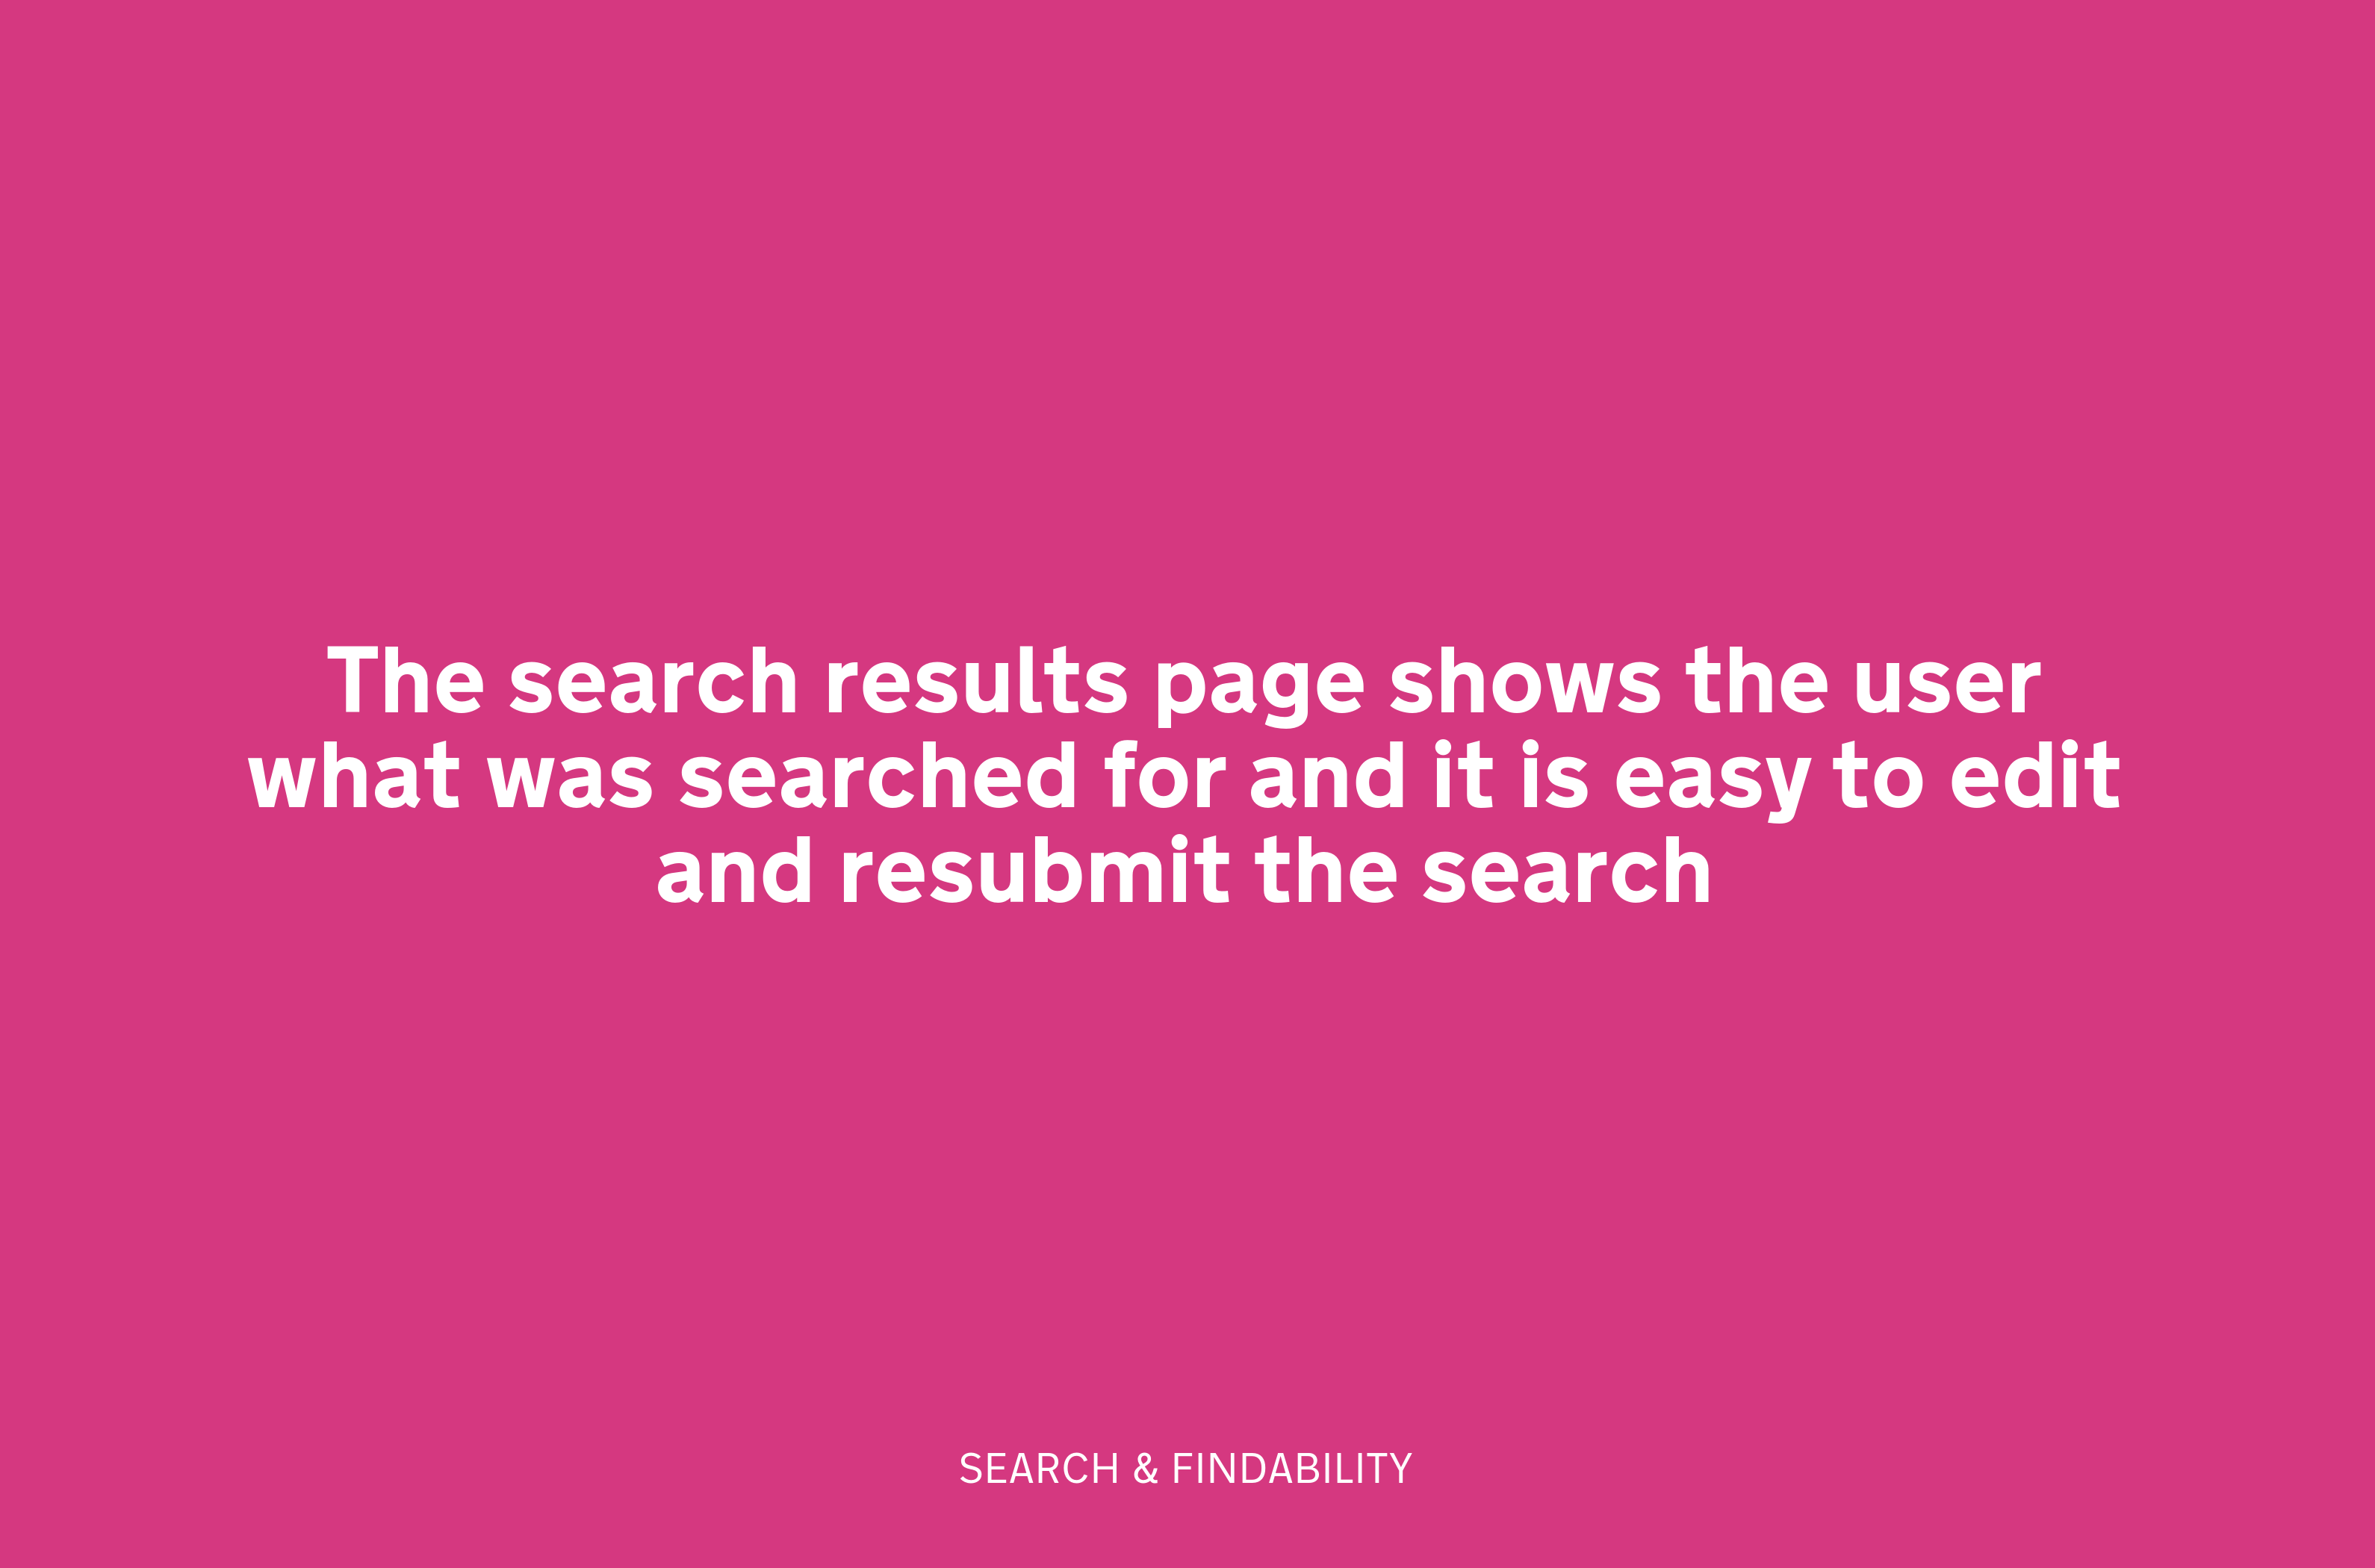 The search results page shows the user
what was searched for and it is easy to edit
and resubmit the search
SEARCH & FINDABILITY